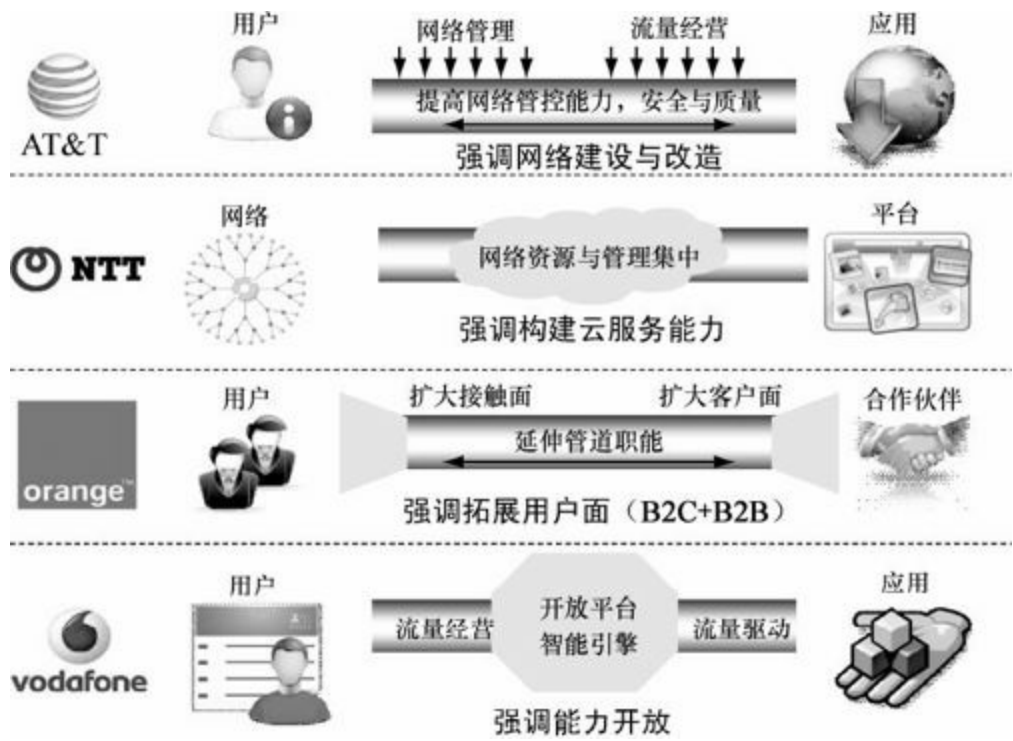 用户
网络管理
流量经营
应用
提高网络管控能力，安全与质量
AT&T
强调网络建设与改造
网络
平台
NTT
网络资源与管理集中
强调构建云服务能力
用户
扩大接触面
扩大客户面
合作伙伴
延伸管道职能
orange™
强调拓展用户面（B2C+B2B）
用户
应用
开放平台
流量经营
智能引擎
流量驱动
vodafone
强调能力开放